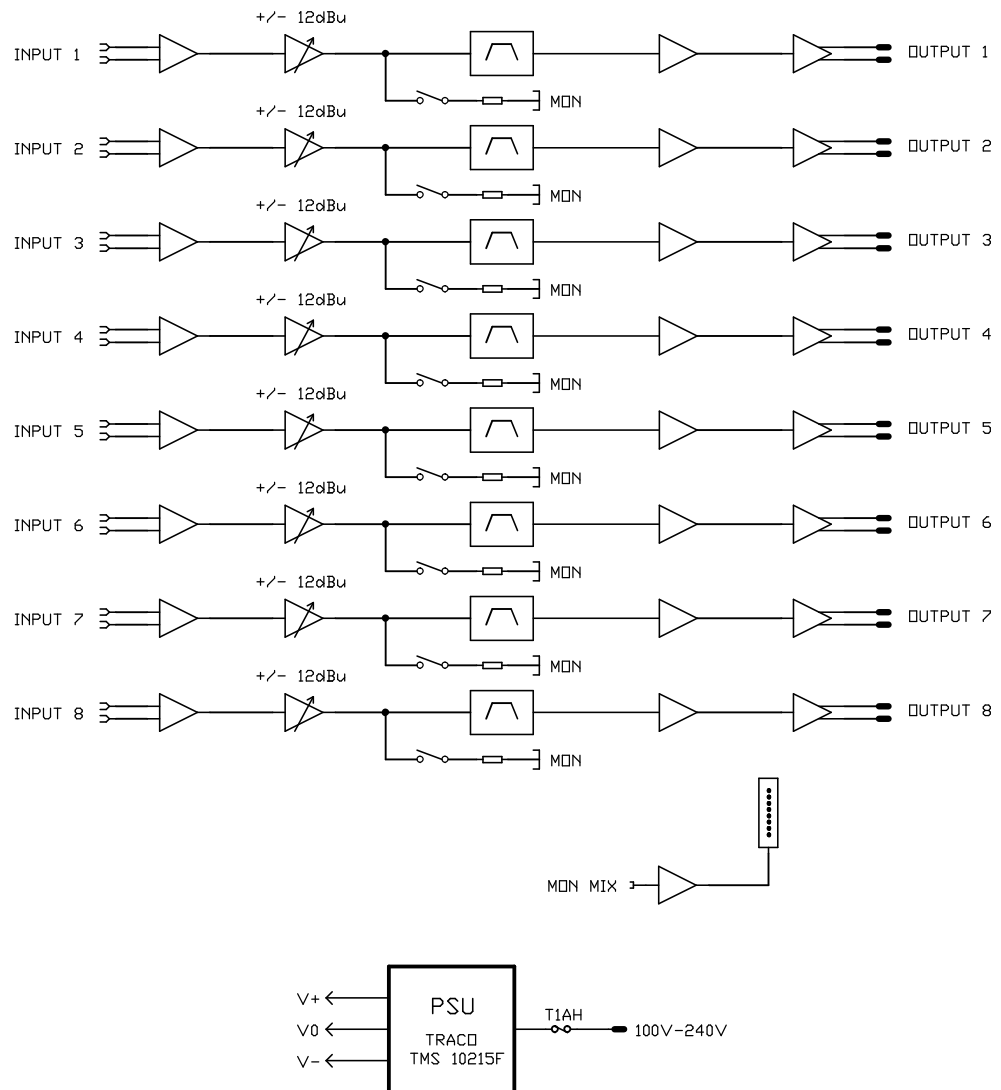 +/- 12dBu
INPUT 1
OUTPUT 1
MON
+/- 12dBu
INPUT 2
OUTPUT 2
MON
+/- 12dBu
INPUT 3
OUTPUT 3
MON
+/- 12dBu
INPUT 4
OUTPUT 4
MON
+/- 12dBu
INPUT 5
OUTPUT 5
MON
+/- 12dBu
INPUT 6
OUTPUT 6
MON
+/- 12dBu
INPUT 7
OUTPUT 7
MON
+/- 12dBu
INPUT 8
OUTPUT 8
MON
MON MIX
V+
V0
V-
PSU
TRACO
TMS 10215F
T1AH
100V-240V